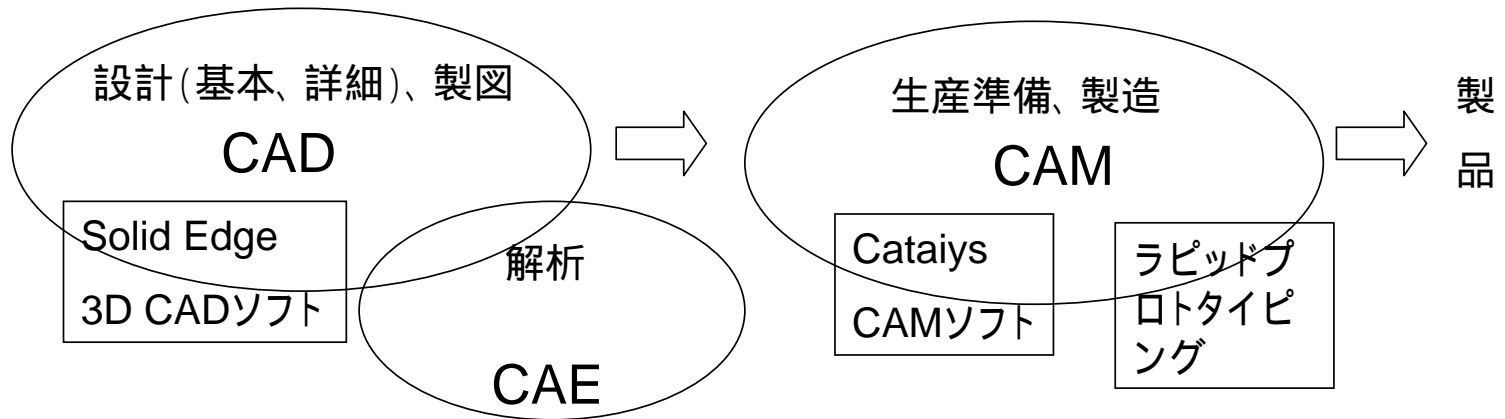 設計(基本、詳細)、製図
CAD
Solid Edge
3D CADソフト
解析
CAE
生産準備、製造
CAM
Cataiys
CAMソフト
ラピッドプ
ロトタイピ
ング
製
品